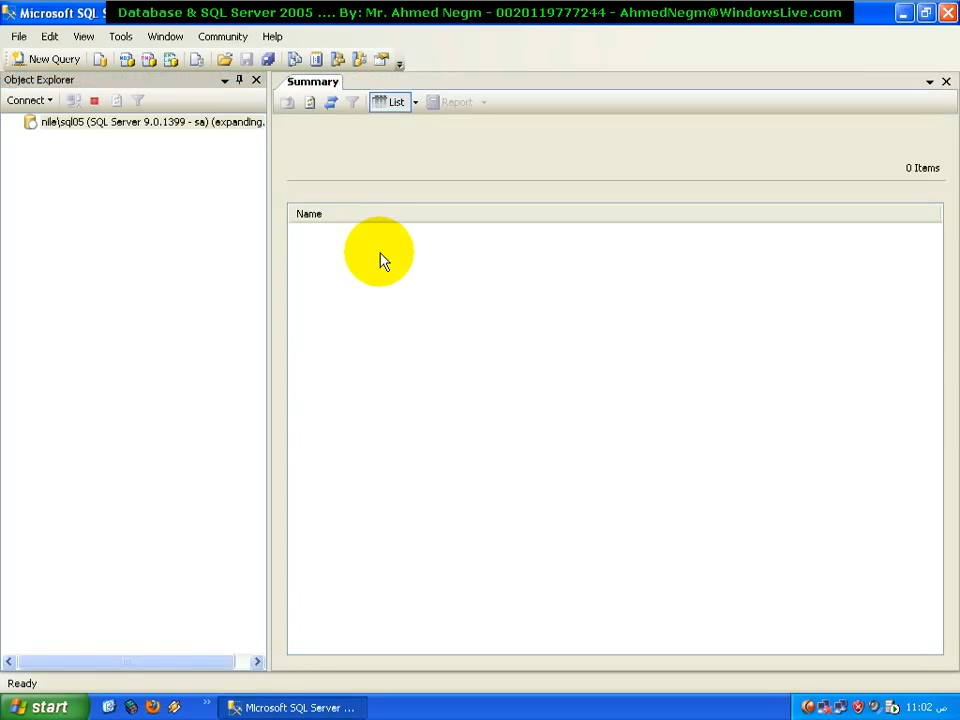 Microsoft SQL S
Database & SQL Server 2005 .... By: Mr. Ahmed Negm - 0020119777244 - AhmedNegm@WindowsLive.com
File Edit View Tools Window Community Help
New Query
Object Explorer
Summary
Connect
List
Report
nile\sql05 (SQL Server 9.0.1399 - sa) (expanding.
0 Items
Name
Ready
start
Microsoft SQL Server ...
11:02 ص